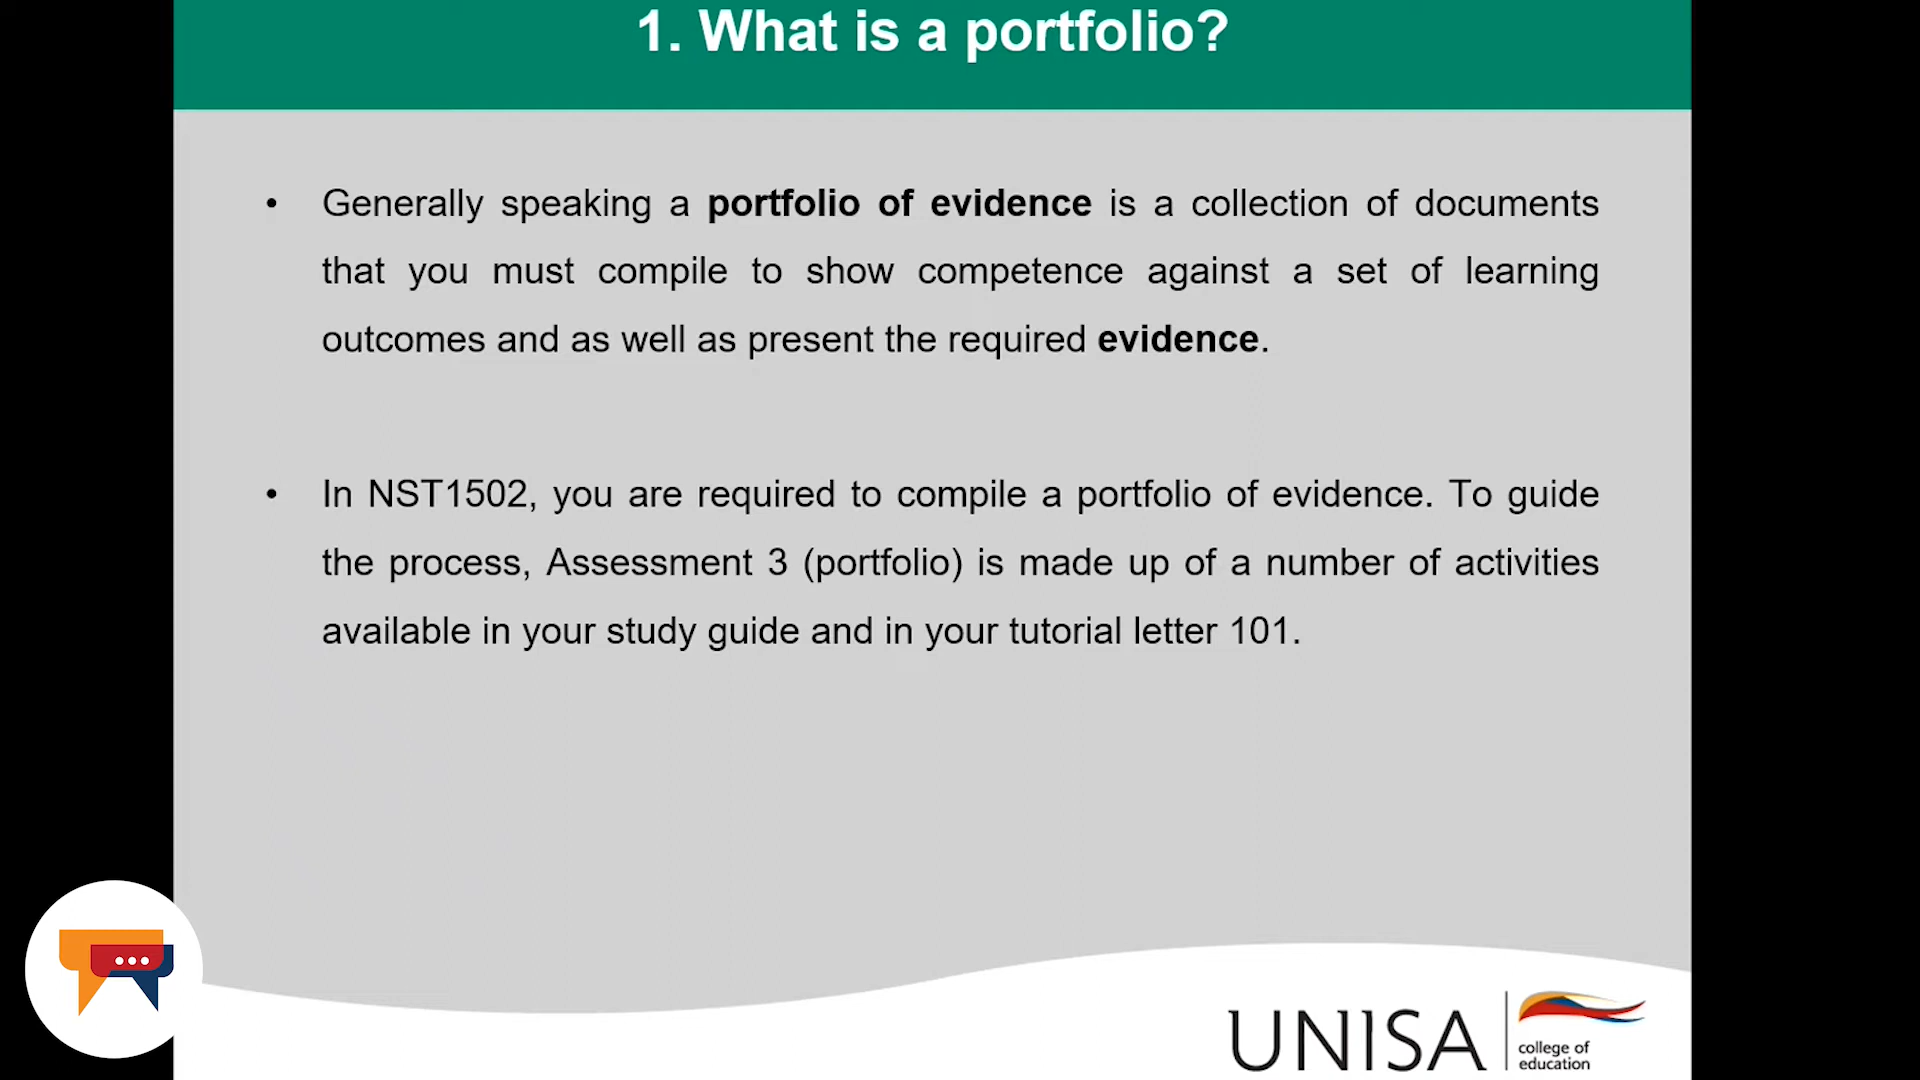 1. What is a portfolio?
• Generally speaking a portfolio of evidence is a collection of documents
that you must compile to show competence against a set of learning
outcomes and as well as present the required evidence.
• In NST1502, you are required to compile a portfolio of evidence. To guide
the process, Assessment 3 (portfolio) is made up of a number of activities
available in your study guide and in your tutorial letter 101.
UNISA
college of
education